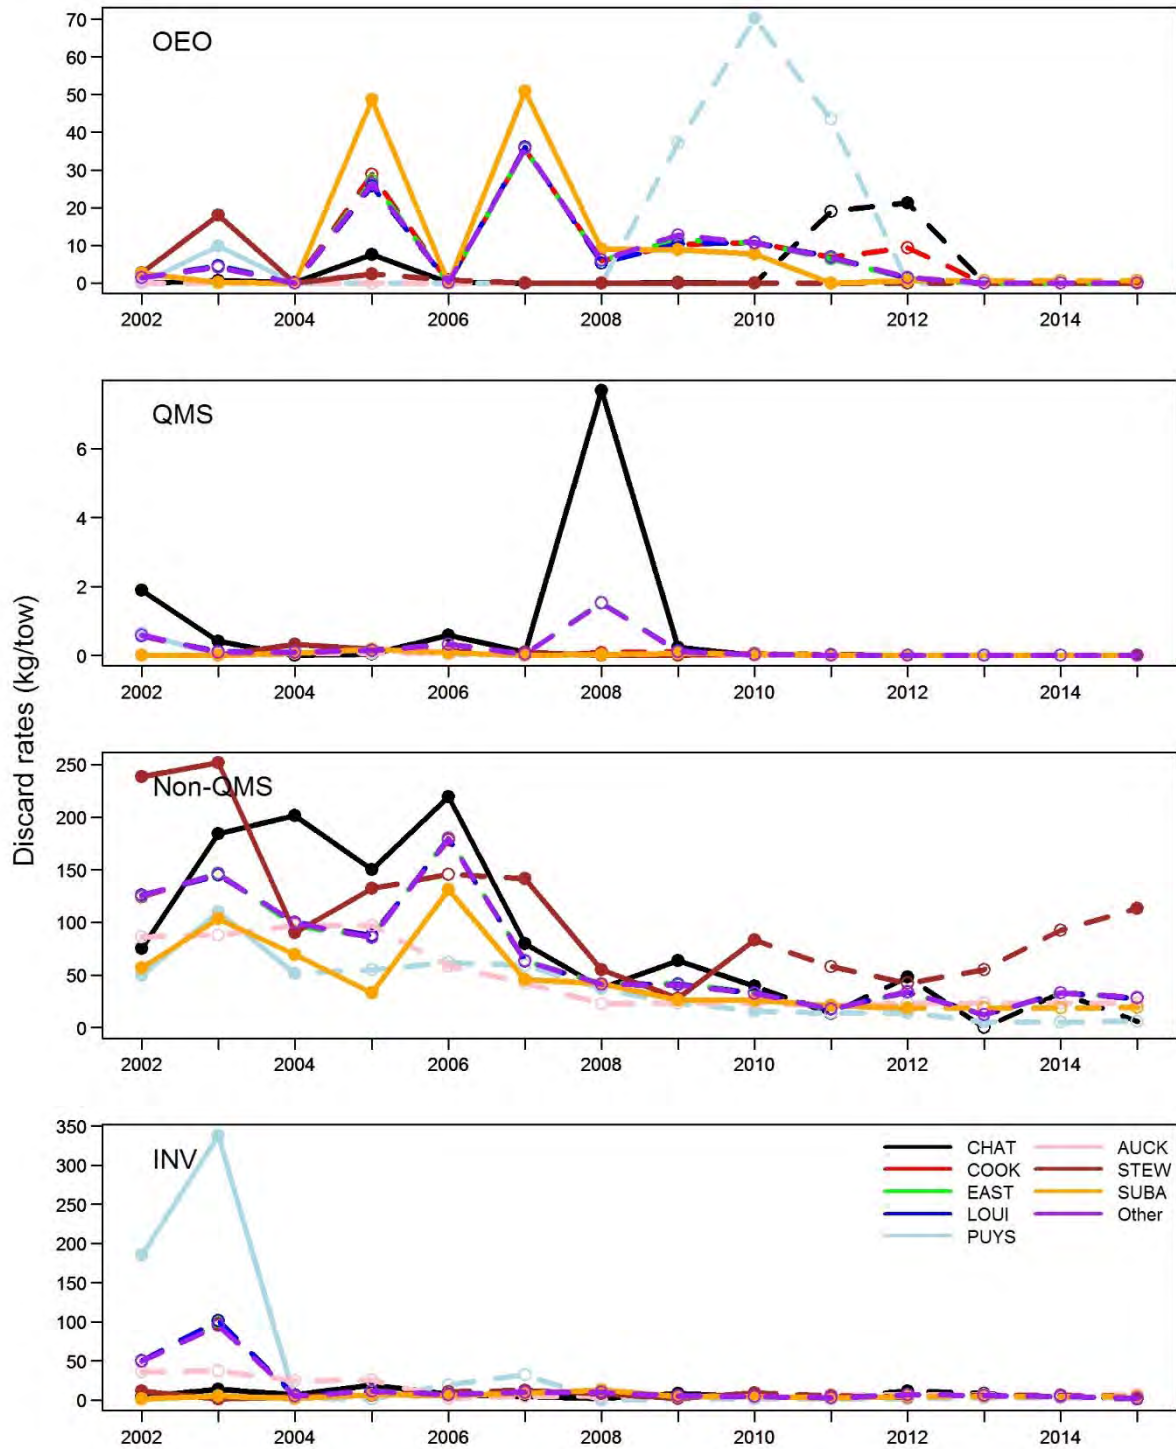 Discard rates (kg/tow)
OEO
70
60
50
40
30
20
10
0
2002 2004 2006 2008 2010 2012 2014
QMS
6
4
2
0
2002 2004 2006 2008 2010 2012 2014
Non-QMS
250
200
150
100
50
0
2002 2004 2006 2008 2010 2012 2014
INV
350
300
250
200
150
100
50
0
CHAT AUCK
COOK STEW
EAST SUBA
LOUI Other
PUYS
2002 2004 2006 2008 2010 2012 2014